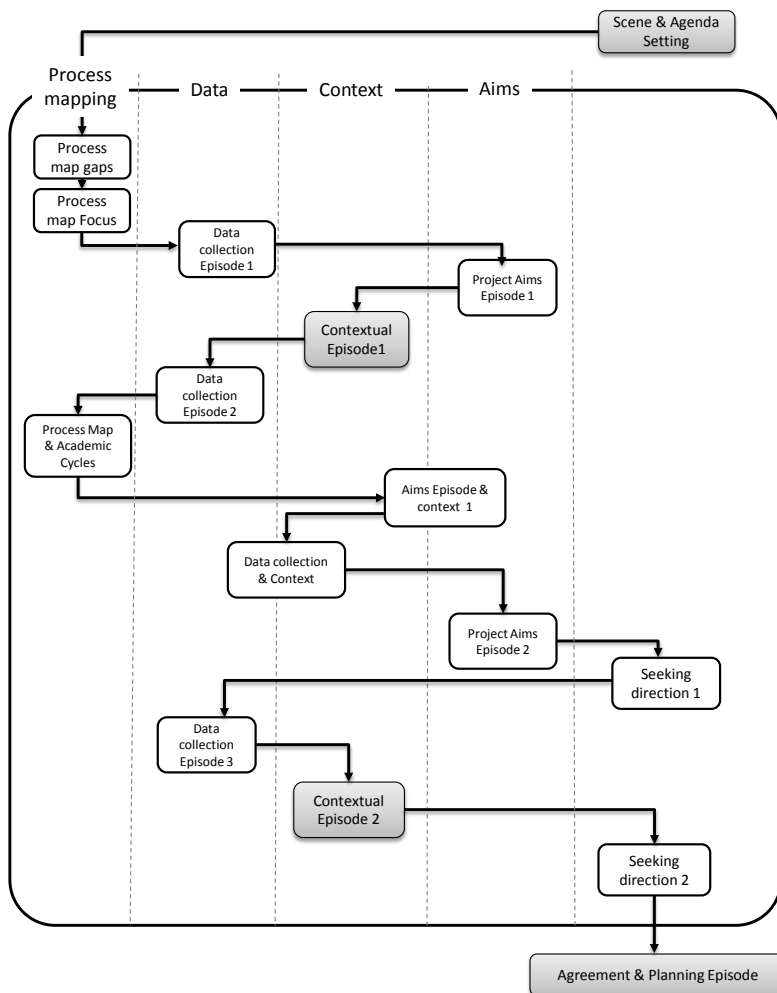 Scene & Agenda
Setting
Process
mapping
Data
Context
Aims
Process
map gaps
Process
map Focus
Data
collection
Episode 1
Project Aims
Episode 1
Contextual
Episode1
Data
collection
Episode 2
Process Map
& Academic
Cycles
Aims Episode &
context 1
Data collection
& Context
Project Aims
Episode 2
Seeking
direction 1
Data
collection
Episode 3
Contextual
Episode 2
Seeking
direction 2
Agreement & Planning Episode